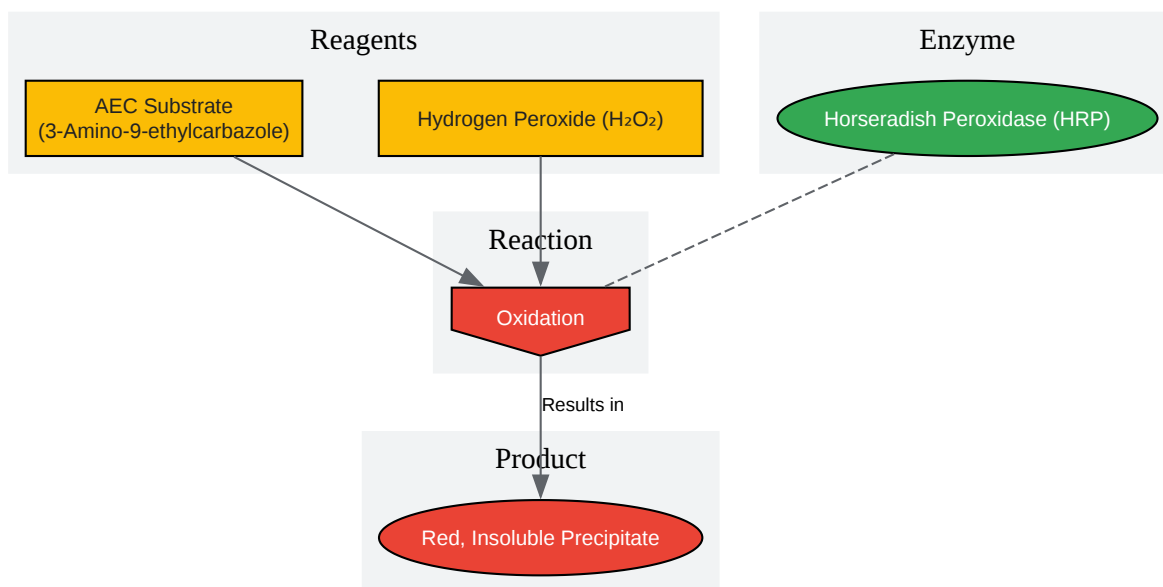 Reagents
Enzyme
AEC Substrate
(3-Amino-9-ethylcarbazole)
Hydrogen Peroxide (H₂O₂)
Horseradish Peroxidase (HRP)
Reaction
Oxidation
Results in
Product
Red, Insoluble Precipitate